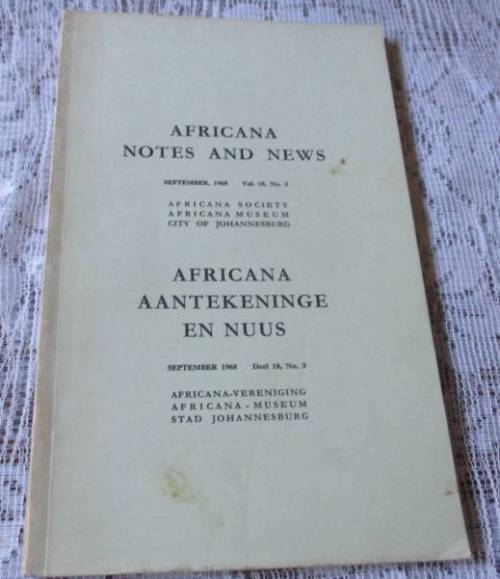 AFRICANA
NOTES AND NEWS
SEPTEMBER, 1968 Vol. 18, No. 3
AFRICANA SOCIETY
AFRICANA MUSEUM
CITY OF JOHANNESBURG
AFRICANA
AANTEKENINGE
EN NUUS
SEPTEMBER 1968 Deel 18, No. 3
AFRICANA-VERENIGING
AFRICANA - MUSEUM
STAD JOHANNESBURG